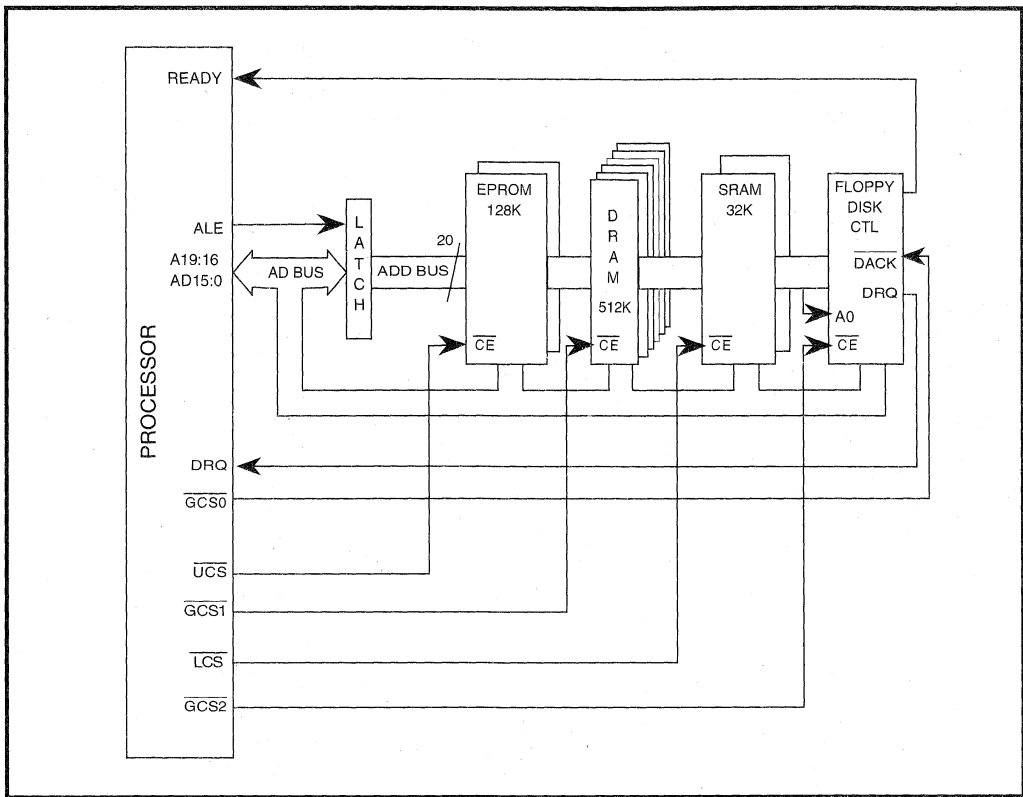 READY
EPROM
128K
D
R
A
M
512K
SRAM
32K
FLOPPY
DISK
CTL
ALE
L
A
T
C
H
20
A19:16
AD15:0
AD BUS
ADD BUS
DACK
DRQ
A0
CE
CE
CE
CE
PROCESSOR
DRQ
GCS0
UCS
GCS1
LCS
GCS2